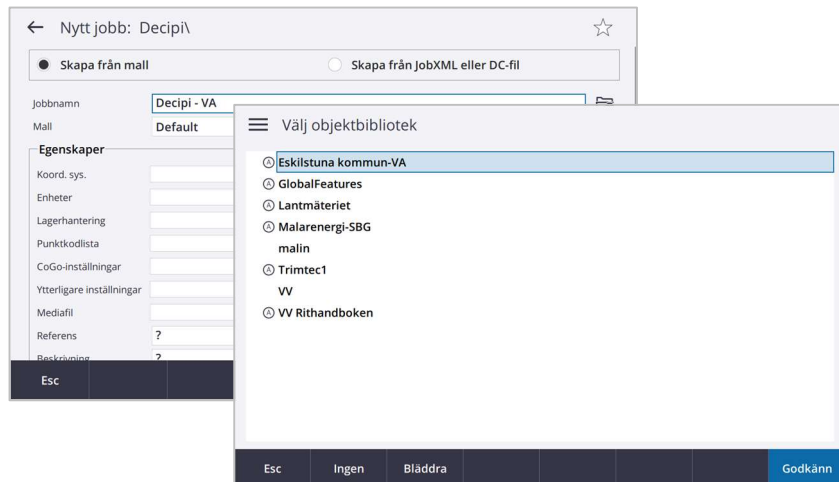 Nytt jobb: Decipi\
Skapa från mall
Skapa från JobXML eller DC-fil
Jobbnamn Decipi - VA
Mall Default
Egenskaper
Koord. sys.
Enheter
Lagerhantering
Punktkodlista
CoGo-inställningar
Ytterligare inställningar
Mediafil
Referens ?
Beskrivning ?
Esc
Välj objektbibliotek
A Eskilstuna kommun-VA
A GlobalFeatures
A Lantmäteriet
A Malarenergi-SBG
malin
A Trimtec1
VV
A VV Rithandboken
Esc Ingen Bläddra Godkänn